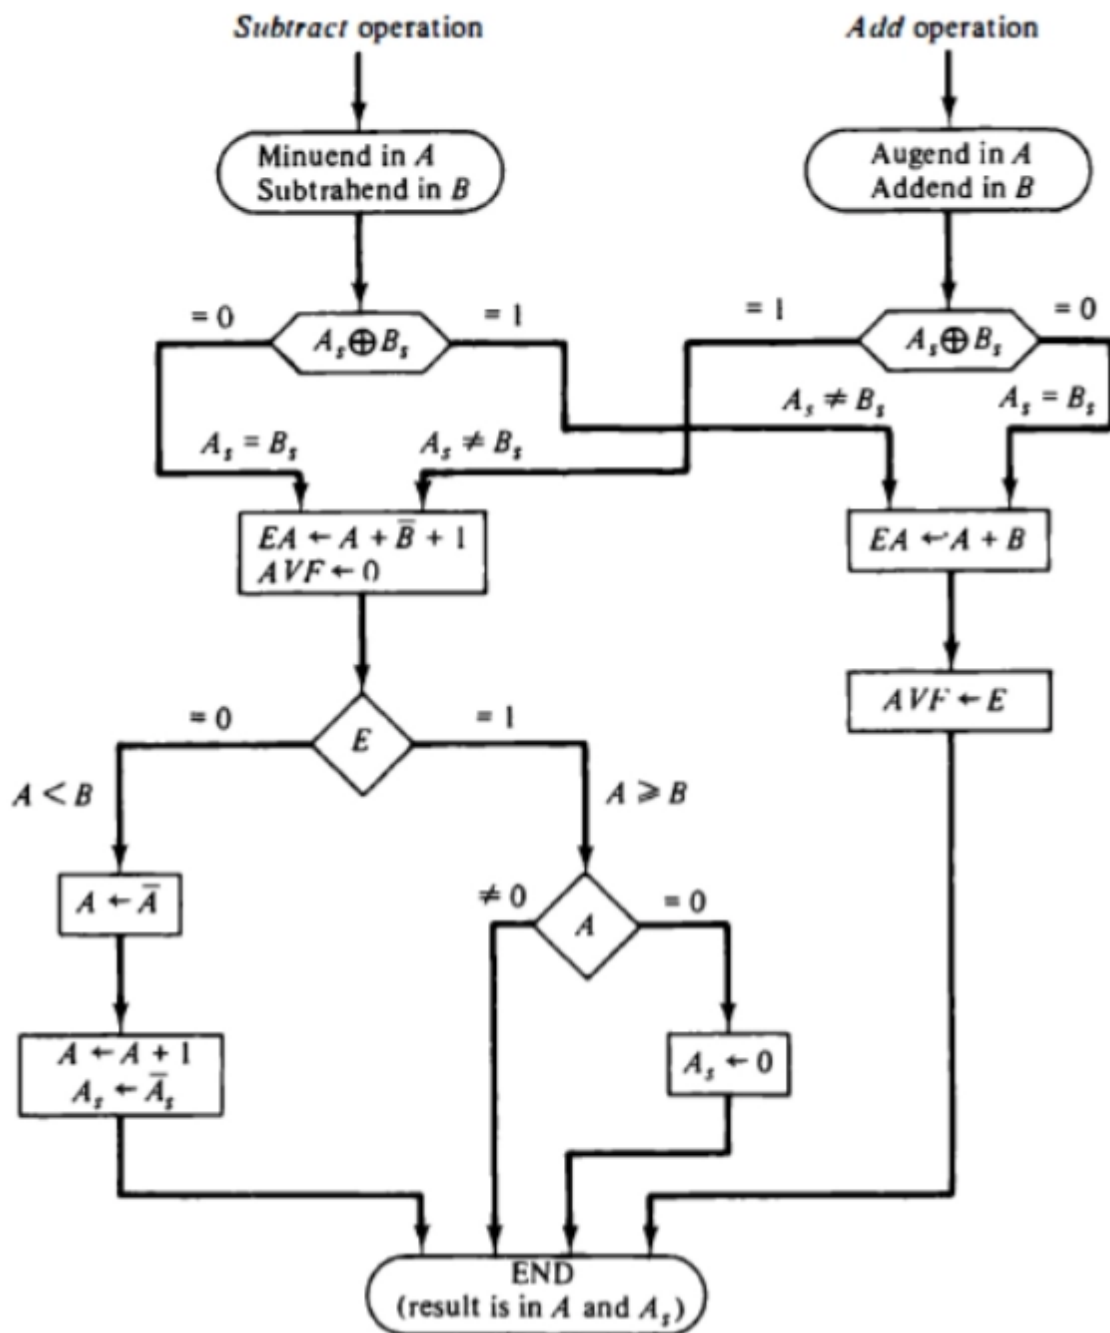 Subtract operation
Add operation
Minuend in A
Subtrahend in B
Augend in A
Addend in B
= 0
A_s ⊕ B_s
= 1
= 1
A_s ⊕ B_s
= 0
A_s = B_s
A_s ≠ B_s
A_s ≠ B_s
A_s = B_s
EA ← A + B̅ + 1
AVF ← 0
EA ← A + B
AVF ← E
= 0
E
= 1
A < B
A ⩾ B
A ← A̅
≠ 0
A
= 0
A ← A + 1
A_s ← A̅_s
A_s ← 0
END
(result is in A and A_s)